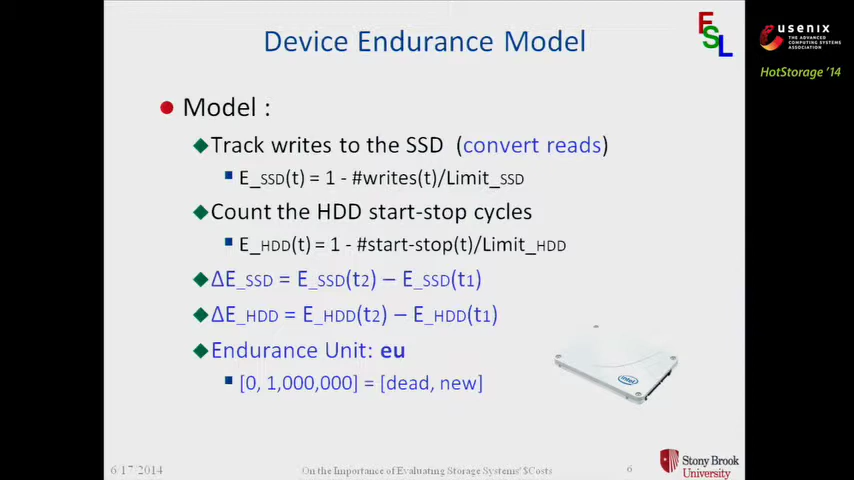 Device Endurance Model
FSL
usenix
THE ADVANCED
COMPUTING SYSTEMS
ASSOCIATION
HotStorage '14
Model :
Track writes to the SSD (convert reads)
E_SSD(t) = 1 - #writes(t)/Limit_SSD
Count the HDD start-stop cycles
E_HDD(t) = 1 - #start-stop(t)/Limit_HDD
ΔE_SSD = E_SSD(t2) – E_SSD(t1)
ΔE_HDD = E_HDD(t2) – E_HDD(t1)
Endurance Unit: eu
[0, 1,000,000] = [dead, new]
intel
6/17/2014
On the Importance of Evaluating Storage Systems' $Costs
6
Stony Brook
University